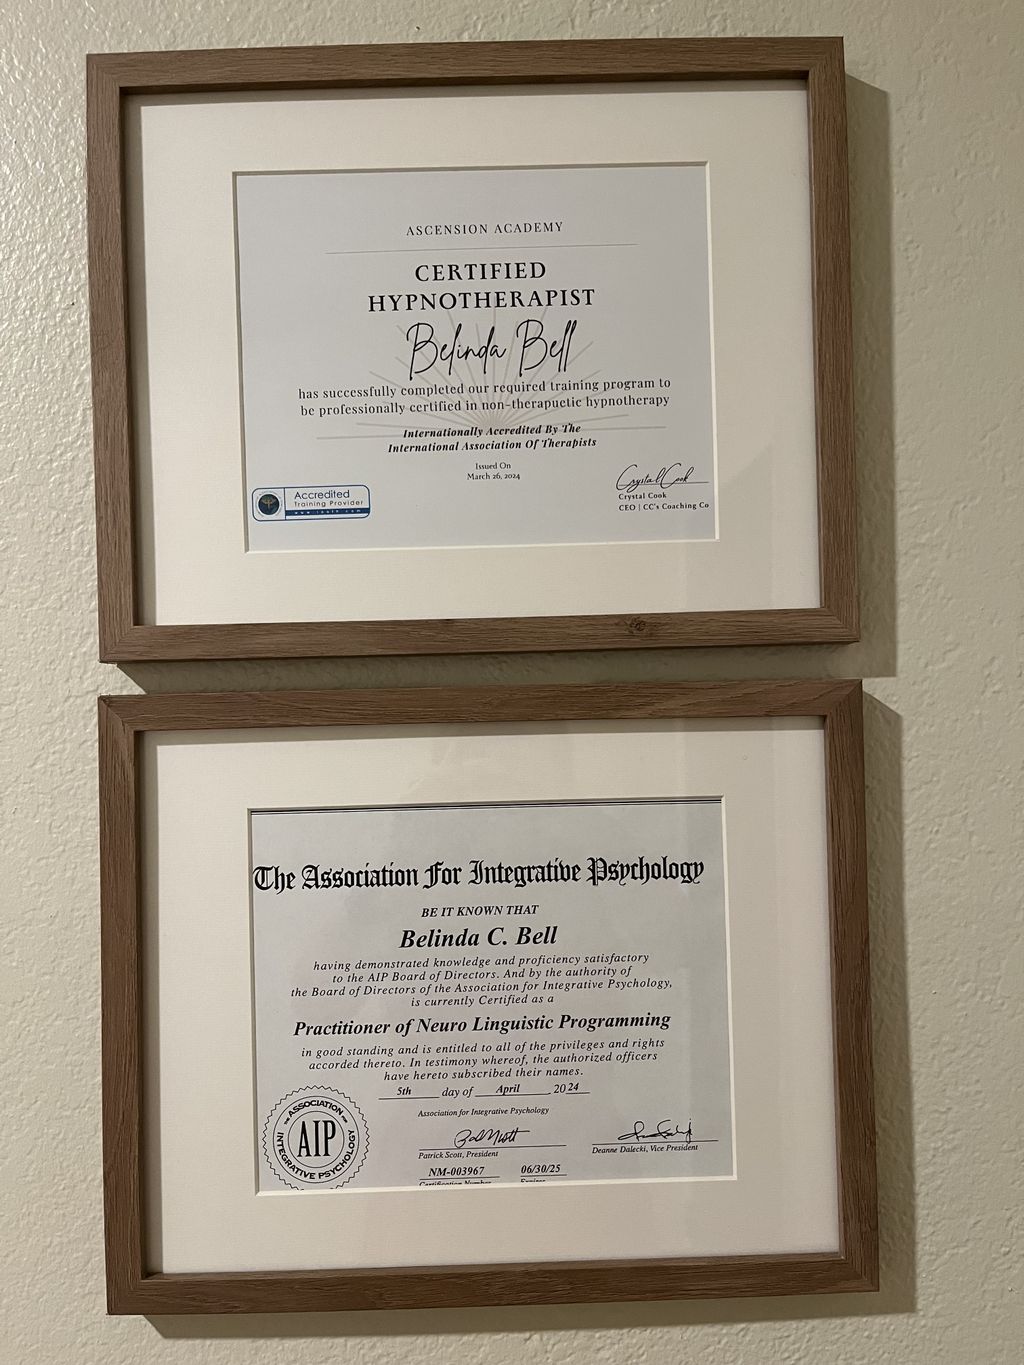 ASCENSION ACADEMY
CERTIFIED
HYPNOTHERAPIST
Belinda Bell
has successfully completed our required training program to
be professionally certified in non-therapuetic hypnotherapy
Internationally Accredited By The
International Association Of Therapists
Issued On
March 26, 2024
Accredited
Training Provider
Crystal Cook
Crystal Cook
CEO | CC's Coaching Co
The Association For Integrative Psychology
BE IT KNOWN THAT
Belinda C. Bell
having demonstrated knowledge and proficiency satisfactory
to the AIP Board of Directors. And by the authority of
the Board of Directors of the Association for Integrative Psychology,
is currently Certified as a
Practitioner of Neuro Linguistic Programming
in good standing and is entitled to all of the privileges and rights
accorded thereto. In testimony whereof, the authorized officers
have hereto subscribed their names.
5th day of April, 2024
Association for Integrative Psychology
ASSOCIATION
AIP
INTEGRATIVE PSYCHOLOGY
Patrick Scott, President
Deanne Dalecki, Vice President
NM-003967 06/30/25
Certification Number Expires